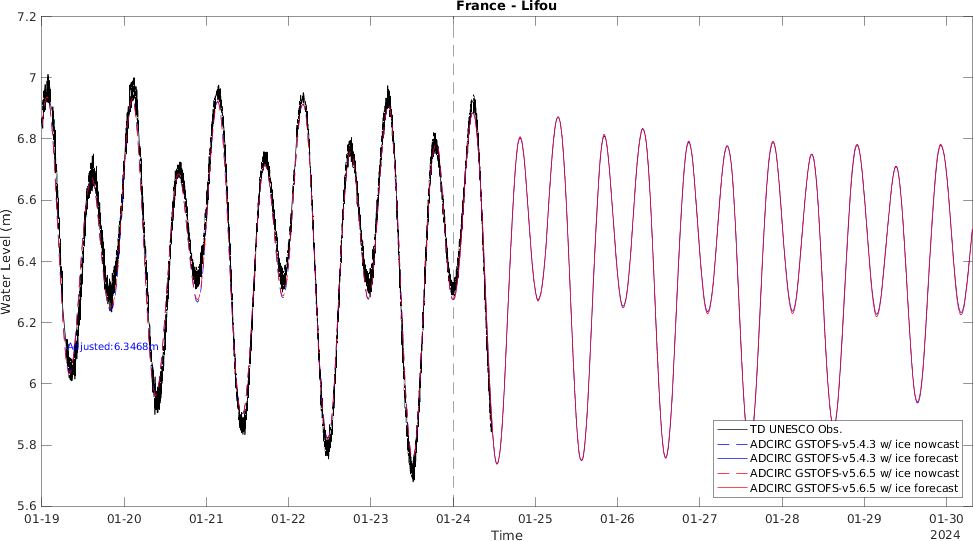 France - Lifou
7.2
7
6.8
6.6
6.4
6.2
6
5.8
5.6
Water Level (m)
Adjusted:6.3468m
TD UNESCO Obs.
ADCIRC GSTOFS-v5.4.3 w/ ice nowcast
ADCIRC GSTOFS-v5.4.3 w/ ice forecast
ADCIRC GSTOFS-v5.6.5 w/ ice nowcast
ADCIRC GSTOFS-v5.6.5 w/ ice forecast
01-19 01-20 01-21 01-22 01-23 01-24 01-25 01-26 01-27 01-28 01-29 01-30
Time
2024